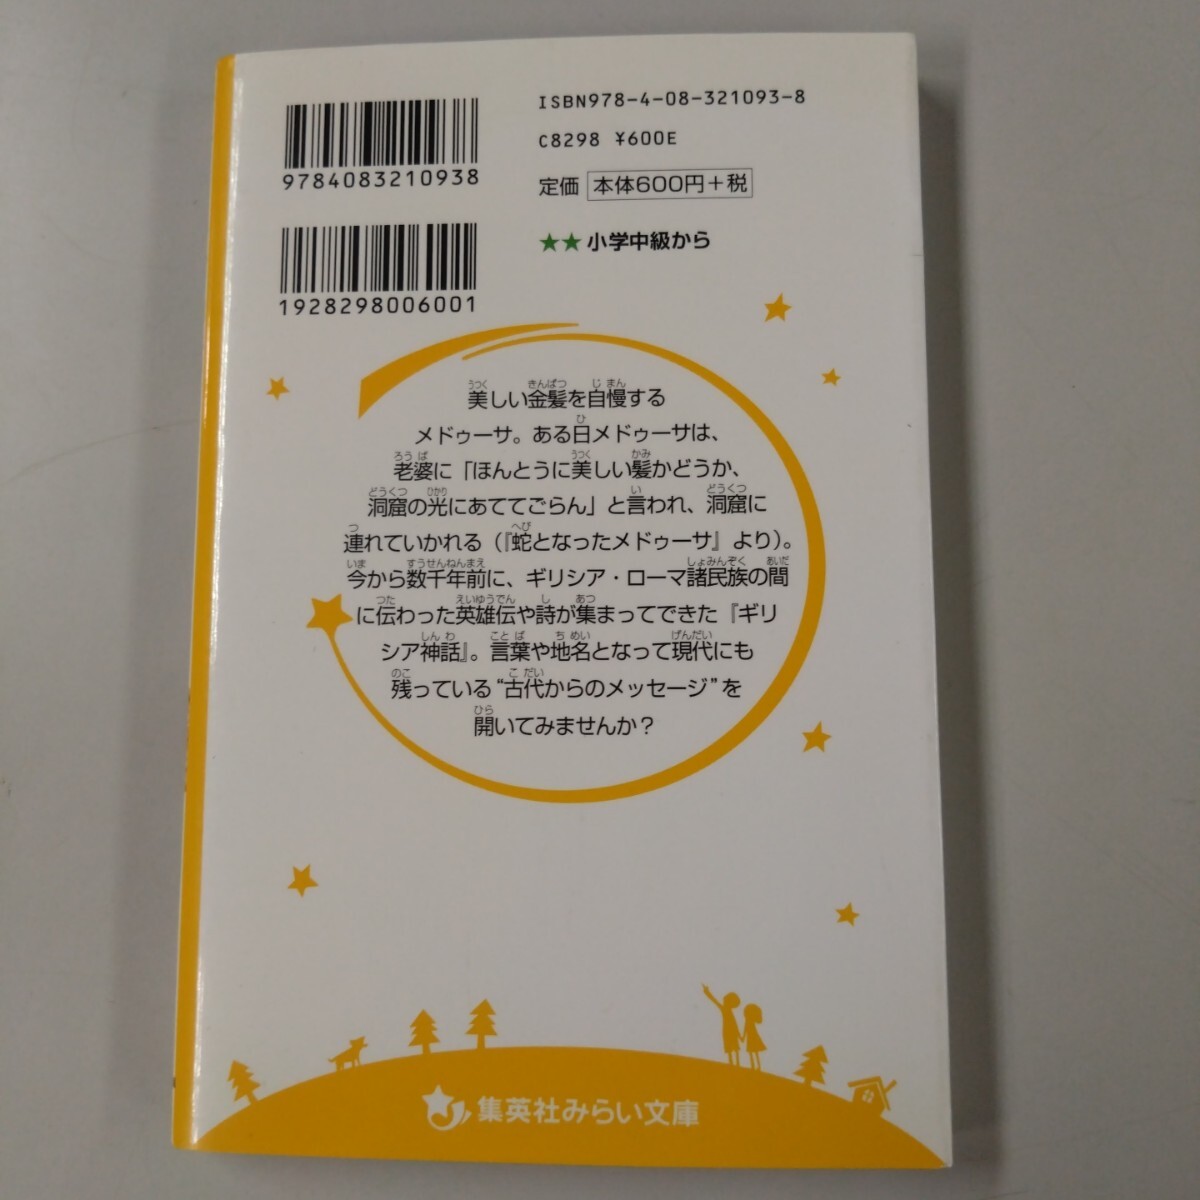 ISBN978-4-08-321093-8
C8298 ¥600E
9784083210938
定価 本体600円+税
★★小学中級から
1928298006001
美しい金髪を自慢する
メドゥーサ。ある日メドゥーサは、
老婆に「ほんとうに美しい髪かどうか、
洞窟の光にあててごらん」と言われ、洞窟に
連れていかれる(『蛇となったメドゥーサ』より)。
今から数千年前に、ギリシア・ローマ諸民族の間
に伝わった英雄伝や詩が集まってできた『ギリ
シア神話』。言葉や地名となって現代にも
残っている“古代からのメッセージ”を
開いてみませんか?
集英社みらい文庫